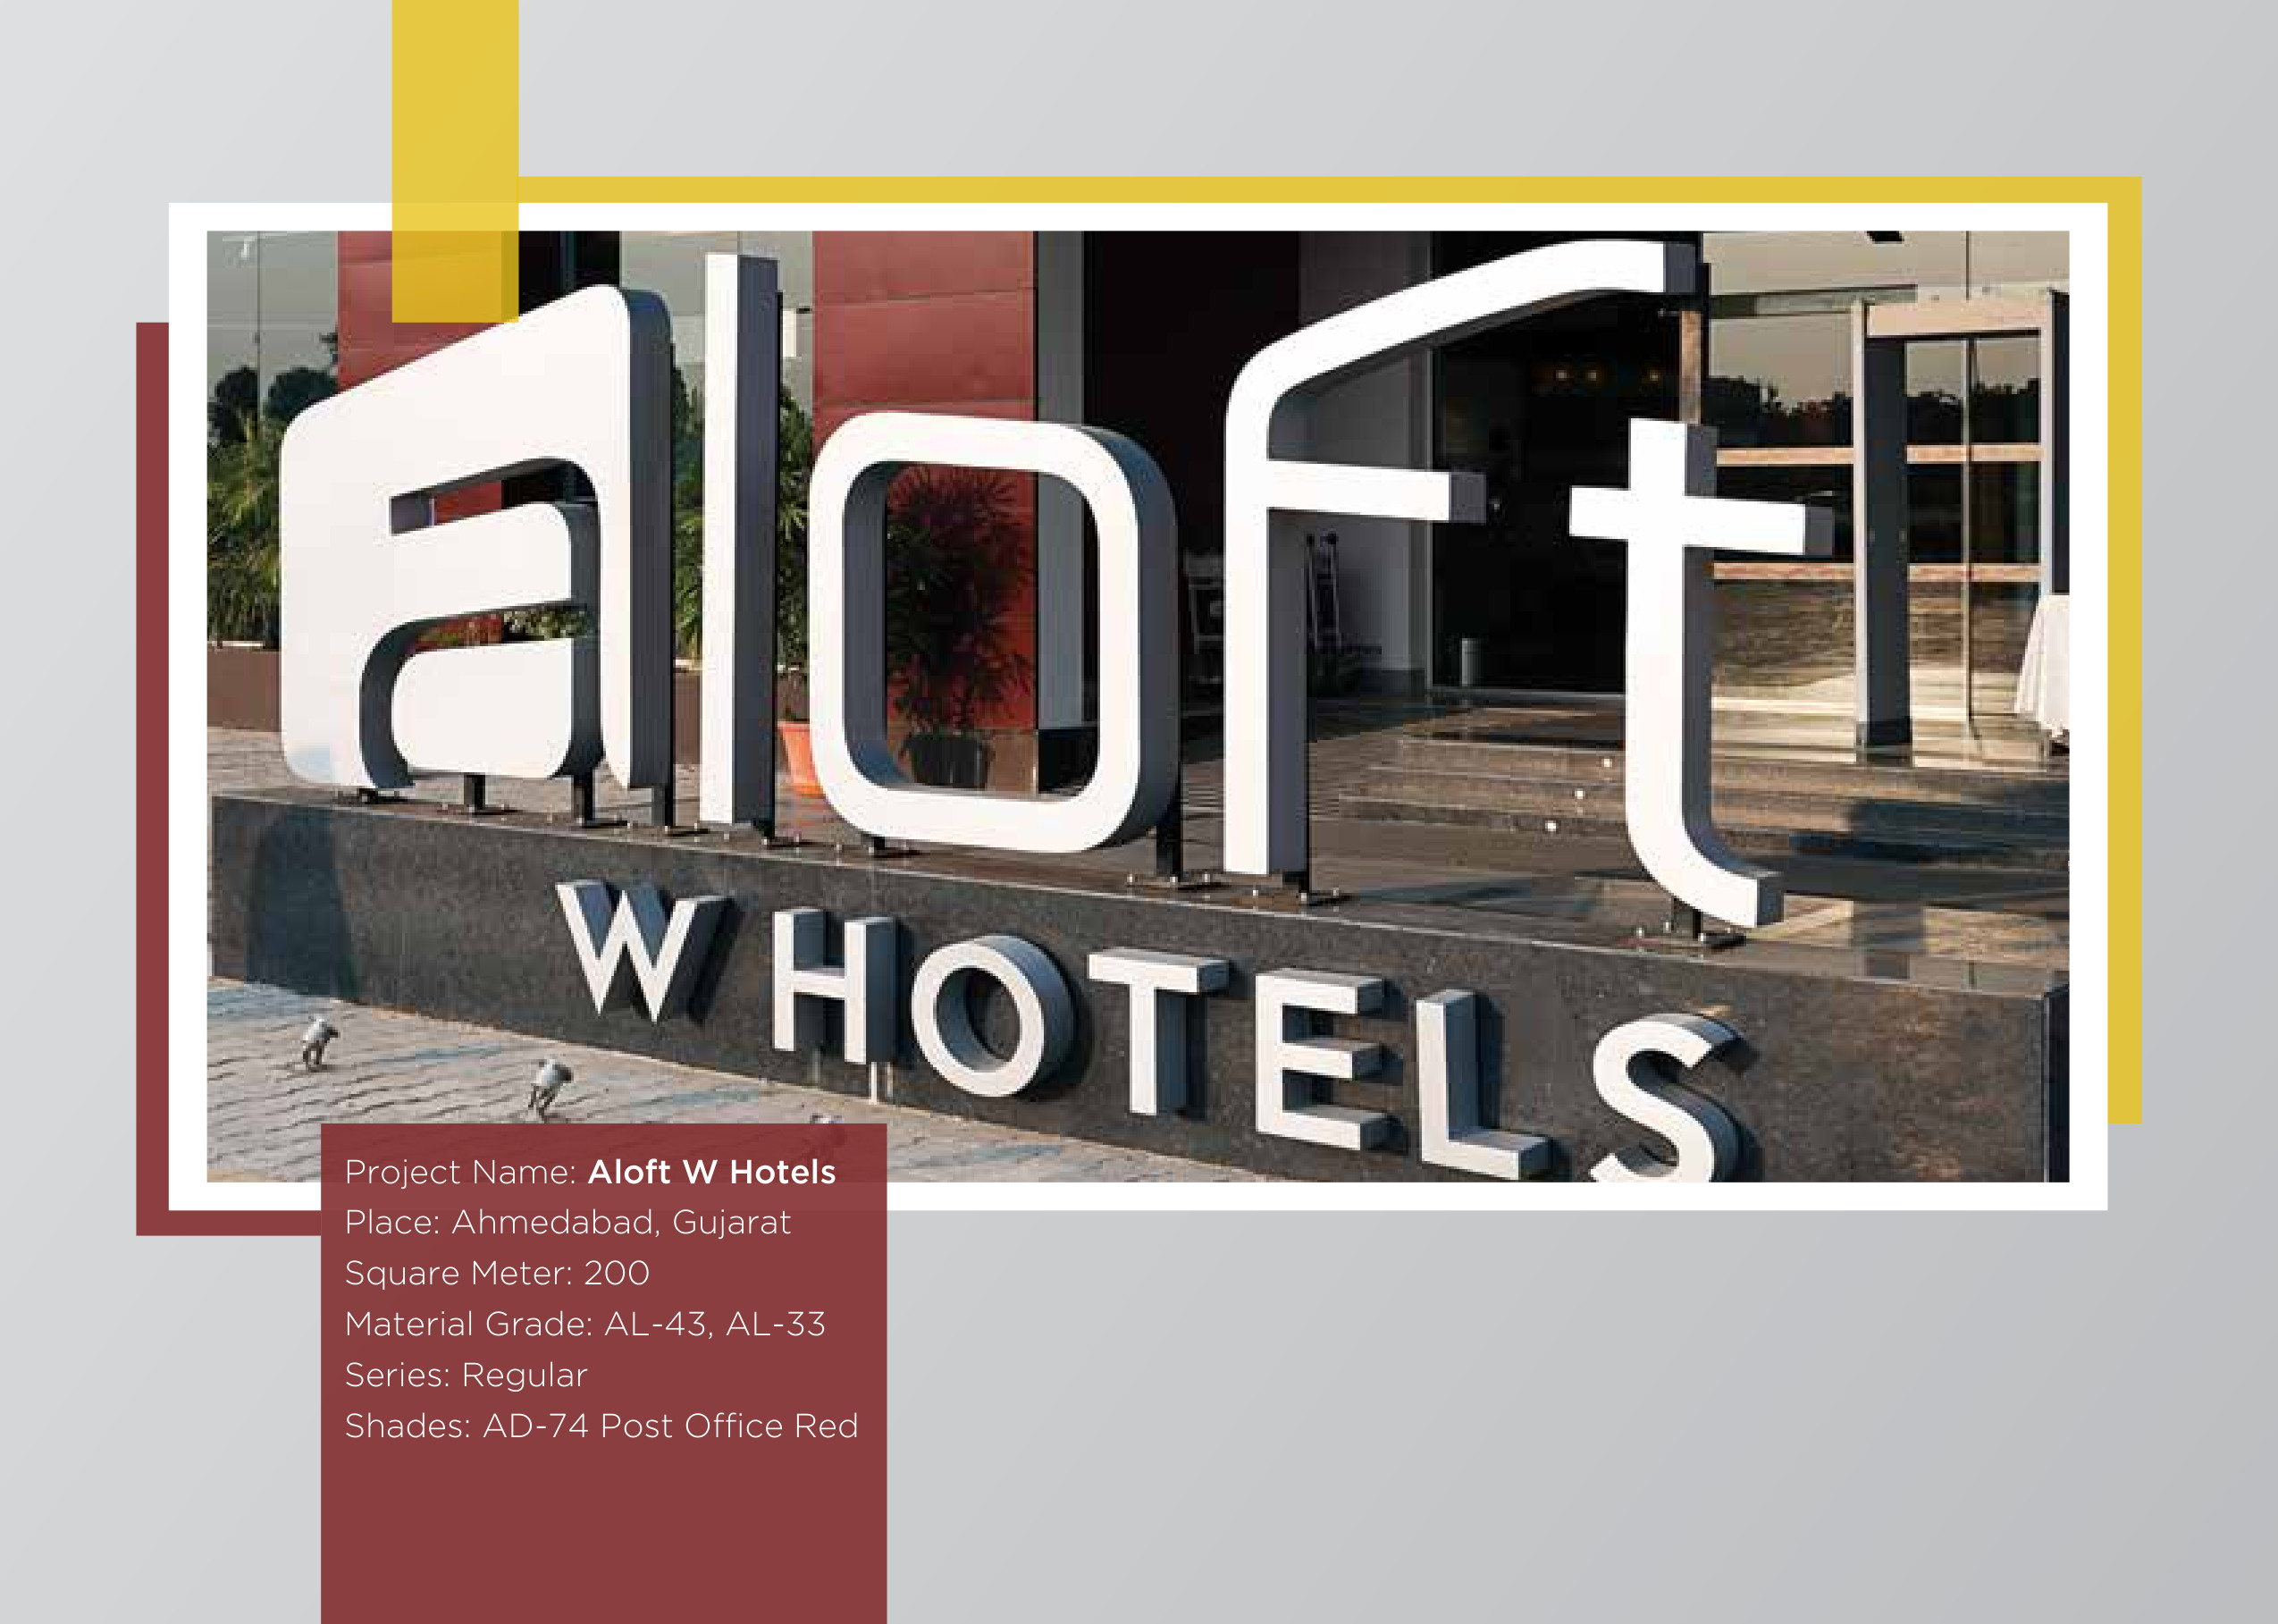 aloft
W HOTELS
Project Name: Aloft W Hotels
Place: Ahmedabad, Gujarat
Square Meter: 200
Material Grade: AL-43, AL-33
Series: Regular
Shades: AD-74 Post Office Red